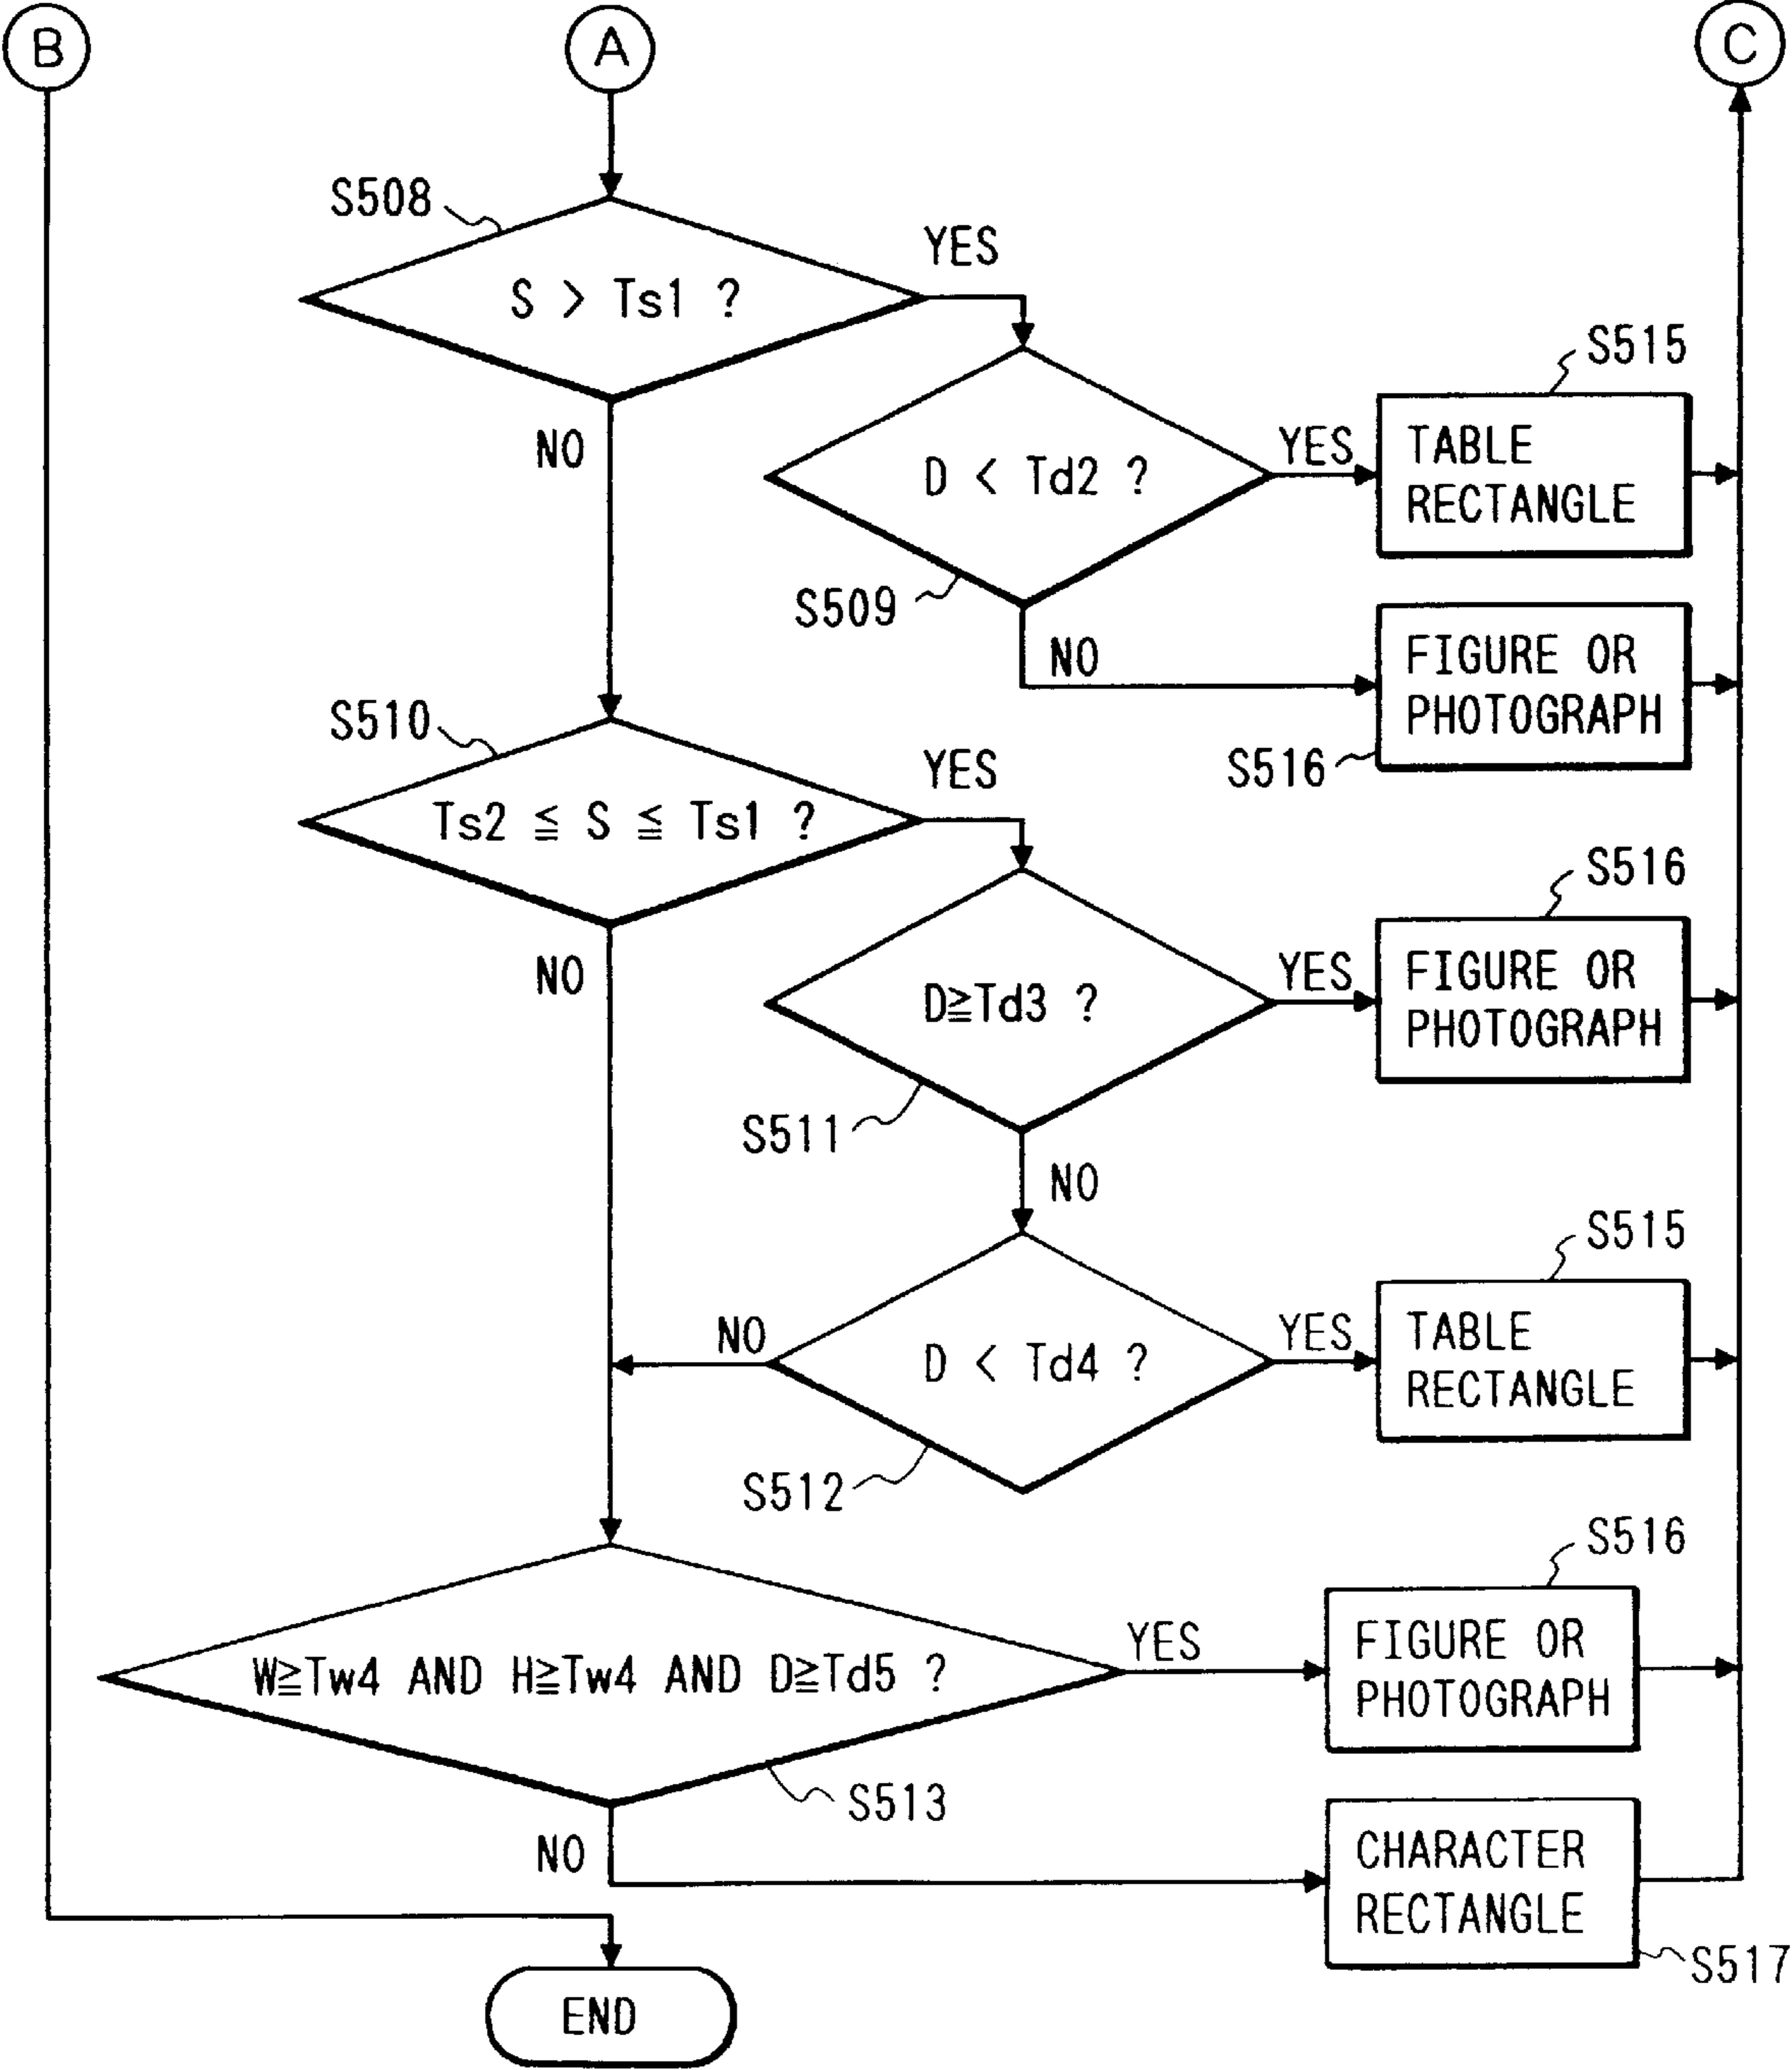 B
A
C
S508
S > Ts1 ?
YES
NO
D < Td2 ?
S509
YES
NO
S515
TABLE
RECTANGLE
FIGURE OR
PHOTOGRAPH
S516
S510
Ts2 ≦ S ≦ Ts1 ?
YES
NO
D≧Td3 ?
S511
YES
NO
S516
FIGURE OR
PHOTOGRAPH
D < Td4 ?
S512
NO
YES
S515
TABLE
RECTANGLE
W≧Tw4 AND H≧Tw4 AND D≧Td5 ?
S513
YES
NO
S516
FIGURE OR
PHOTOGRAPH
CHARACTER
RECTANGLE
S517
END